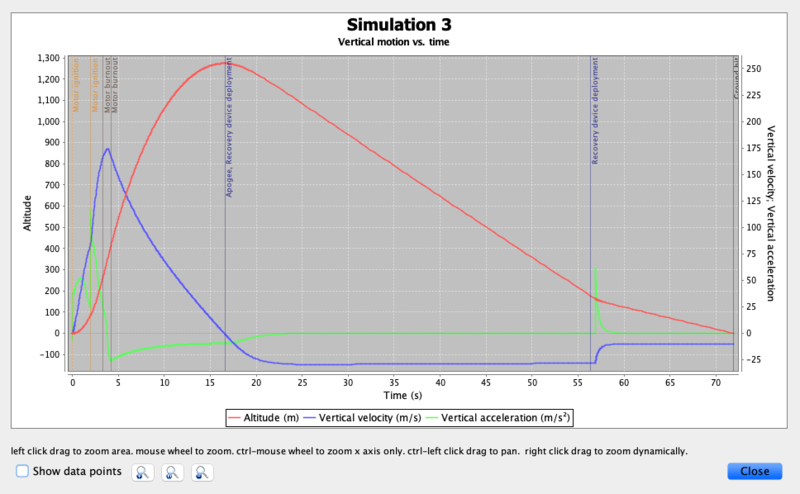 Simulation 3
Vertical motion vs. time
Motor ignition
Motor ignition
Motor burnout
Motor burnout
Apogee, Recovery device deployment
Recovery device deployment
Ground hit
Altitude
1,300
1,200
1,100
1,000
900
800
700
600
500
400
300
200
100
0
-100
250
225
200
175
150
125
100
75
50
25
0
-25
Vertical velocity; Vertical acceleration
0 5 10 15 20 25 30 35 40 45 50 55 60 65 70
Time (s)
Altitude (m) Vertical velocity (m/s) Vertical acceleration (m/s²)
left click drag to zoom area. mouse wheel to zoom. ctrl-mouse wheel to zoom x axis only. ctrl-left click drag to pan. right click drag to zoom dynamically.
Show data points
Close